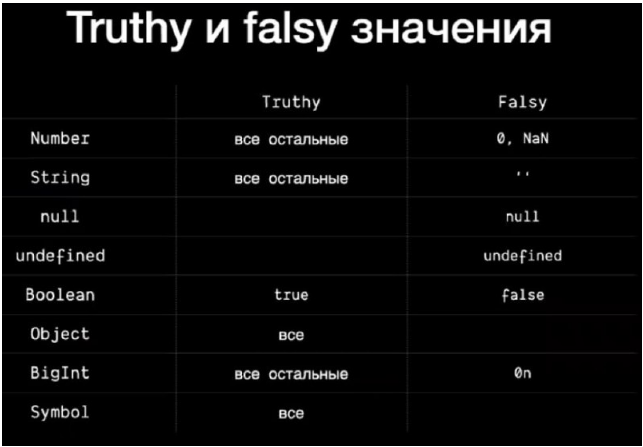 Truthy и falsy значения
Truthy Falsy
Number все остальные 0, NaN
String все остальные ''
null null
undefined undefined
Boolean true false
Object все
BigInt все остальные 0n
Symbol все